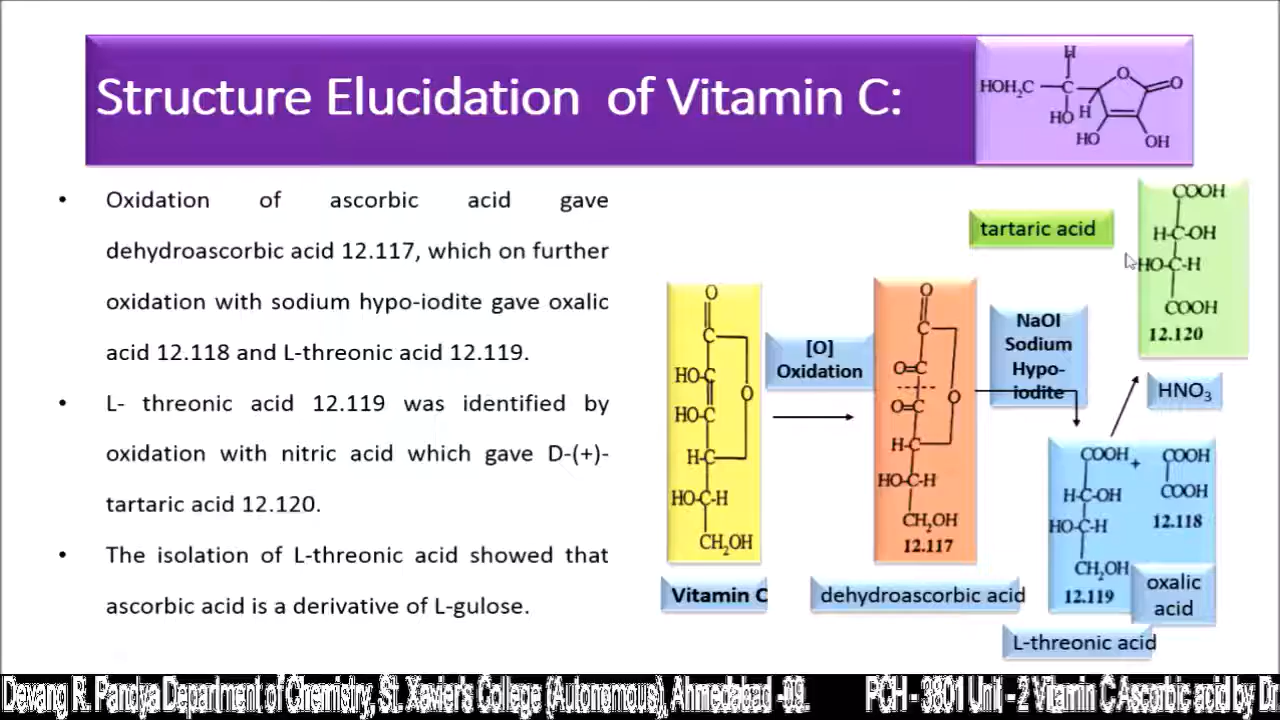 Structure Elucidation of Vitamin C:
H
HOH₂C
O
O
HO
H
HO
OH
• Oxidation of ascorbic acid gave
dehydroascorbic acid 12.117, which on further
oxidation with sodium hypo-iodite gave oxalic
acid 12.118 and L-threonic acid 12.119.
• L- threonic acid 12.119 was identified by
oxidation with nitric acid which gave D-(+)-
tartaric acid 12.120.
• The isolation of L-threonic acid showed that
ascorbic acid is a derivative of L-gulose.
tartaric acid
COOH
H-C-OH
HO-C-H
COOH
12.120
O
C
HO-C
HO-C
O
H-C
HO-C-H
CH₂OH
Vitamin C
[O]
Oxidation
O
C
O=C
O=C
O
H-C
HO-C-H
CH₂OH
12.117
dehydroascorbic acid
NaOI
Sodium
Hypo-
iodite
HNO₃
COOH
H-C-OH
HO-C-H
CH₂OH
12.119
+
COOH
COOH
12.118
oxalic
acid
L-threonic acid
Devang R. Pandya Department of Chemistry, St. Xavier's College (Autonomous), Ahmedabad -09. PCH - 3801 Unit - 2 Vitamin C Ascorbic acid by Dr.